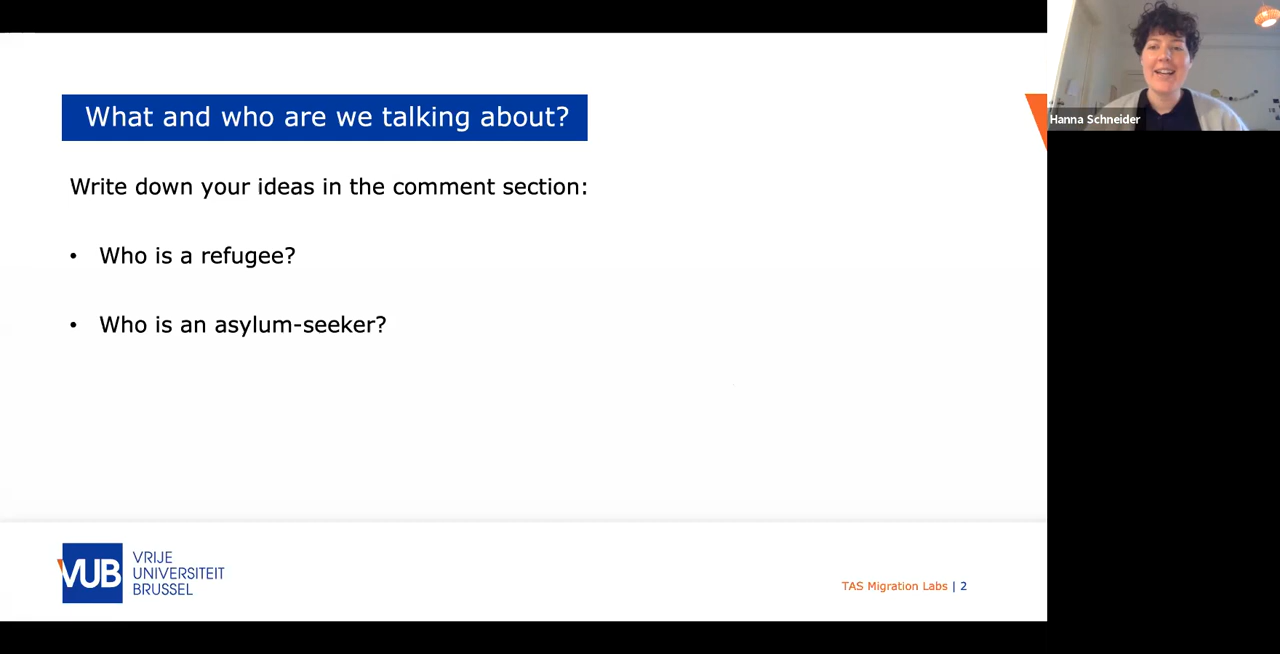 What and who are we talking about?
Hanna Schneider
Write down your ideas in the comment section:
• Who is a refugee?
• Who is an asylum-seeker?
VUB
VRIJE
UNIVERSITEIT
BRUSSEL
TAS Migration Labs | 2